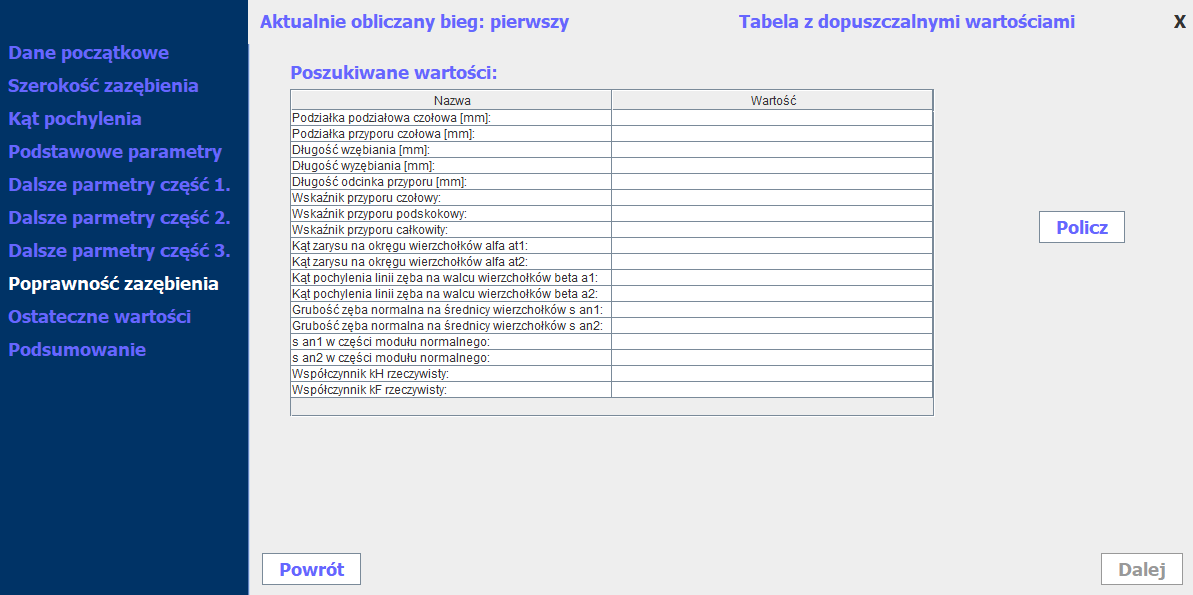 Aktualnie obliczany bieg: pierwszy
Tabela z dopuszczalnymi wartościami
X
Dane początkowe
Szerokość zazębienia
Kąt pochylenia
Podstawowe parametry
Dalsze parmetry część 1.
Dalsze parmetry część 2.
Dalsze parmetry część 3.
Poprawność zazębienia
Ostateczne wartości
Podsumowanie
Poszukiwane wartości:
Nazwa Wartość
Podziałka podziałowa czołowa [mm]:
Podziałka przyporu czołowa [mm]:
Długość wzębiania [mm]:
Długość wyzębiania [mm]:
Długość odcinka przyporu [mm]:
Wskaźnik przyporu czołowy:
Wskaźnik przyporu podskokowy:
Wskaźnik przyporu całkowity:
Kąt zarysu na okręgu wierzchołków alfa at1:
Kąt zarysu na okręgu wierzchołków alfa at2:
Kąt pochylenia linii zęba na walcu wierzchołków beta a1:
Kąt pochylenia linii zęba na walcu wierzchołków beta a2:
Grubość zęba normalna na średnicy wierzchołków s an1:
Grubość zęba normalna na średnicy wierzchołków s an2:
s an1 w części modułu normalnego:
s an2 w części modułu normalnego:
Współczynnik kH rzeczywisty:
Współczynnik kF rzeczywisty:
Policz
Powrót
Dalej